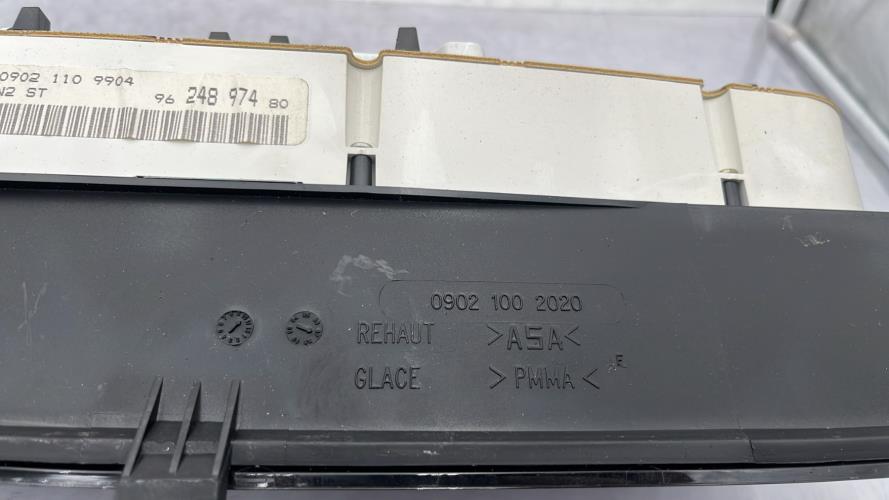 0902 110 9904
N2 ST
96 248 974 80
0902 100 2020
REHAUT >ASA<
GLACE >PMMA<
F